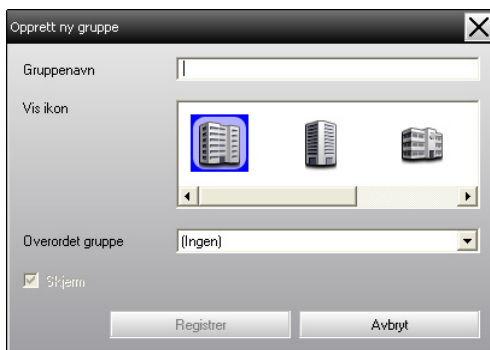 Opprett ny gruppe
Gruppenavn
Vis ikon
Overordet gruppe
(Ingen)
Skjerm
Registrer
Avbryt